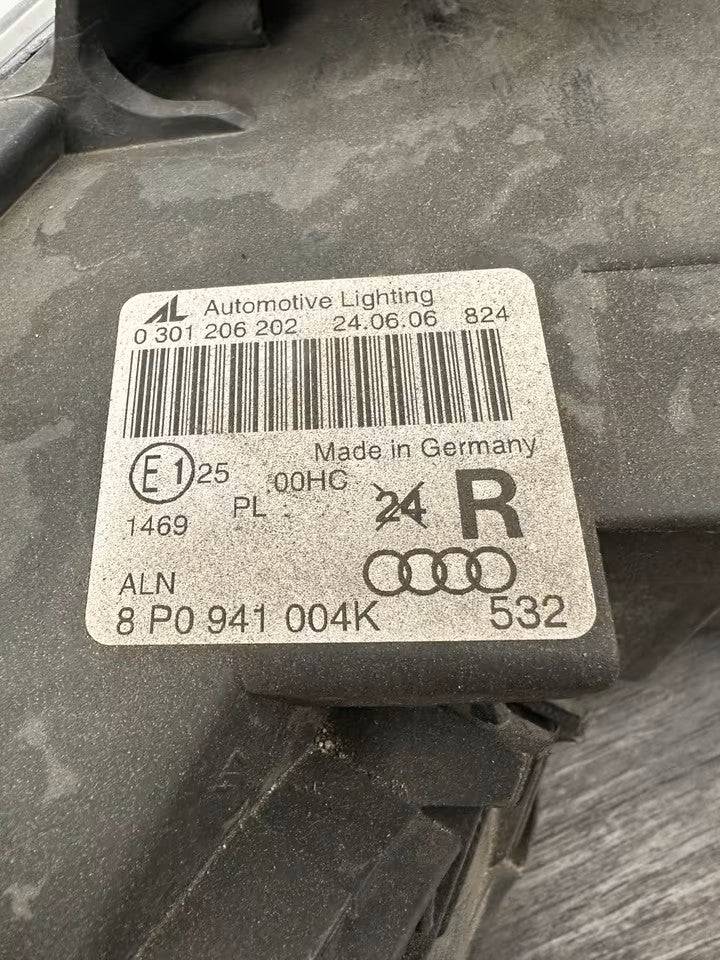 AL Automotive Lighting
0 301 206 202 24.06.06 824
Made in Germany
E1 25 .00HC
PL 24 R
1469
ALN
8 P0 941 004K 532